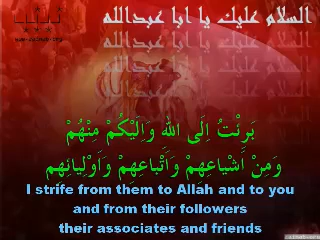 السلام عليك يا ابا عبدالله
بَرِئْتُ اِلَى اللهِ وَاِلَيْكُمْ مِنْهُمْ
وَمِنْ اَشْياعِهِمْ وَاَتْباعِهِمْ وَاَوْلِيائِهِم
I strife from them to Allah and to you
and from their followers
their associates and friends